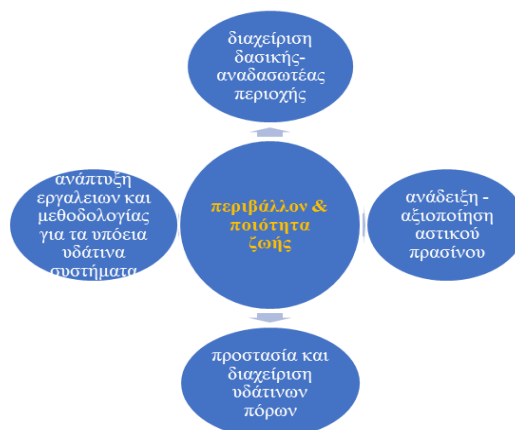 διαχείριση
δασικής-
αναδασωτέας
περιοχής
ανάπτυξη
εργαλειων και
μεθοδολογίας
για τα υπόεια
υδάτινα
συστήματα
περιβάλλον &
ποιότητα
ζωής
ανάδειξη -
αξιοποίηση
αστικού
πρασίνου
προστασία και
διαχείριση
υδάτινων
πόρων